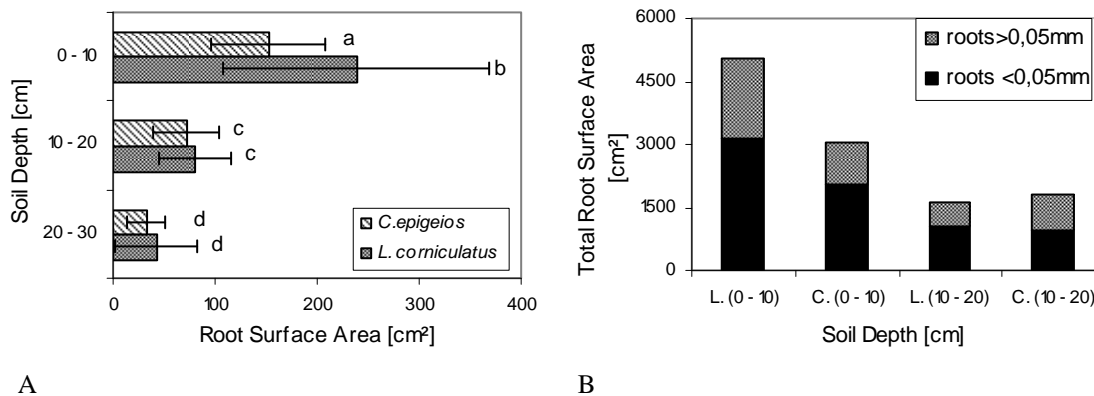 0 - 10
10 - 20
20 - 30
Soil Depth [cm]
a
b
c
c
d
d
C.epigeios
L. corniculatus
0 100 200 300 400
Root Surface Area [cm²]
A
6000
4500
3000
1500
0
Total Root Surface Area
[cm²]
roots>0,05mm
roots <0,05mm
L. (0 - 10) C. (0 - 10) L. (10 - 20) C. (10 - 20)
Soil Depth [cm]
B